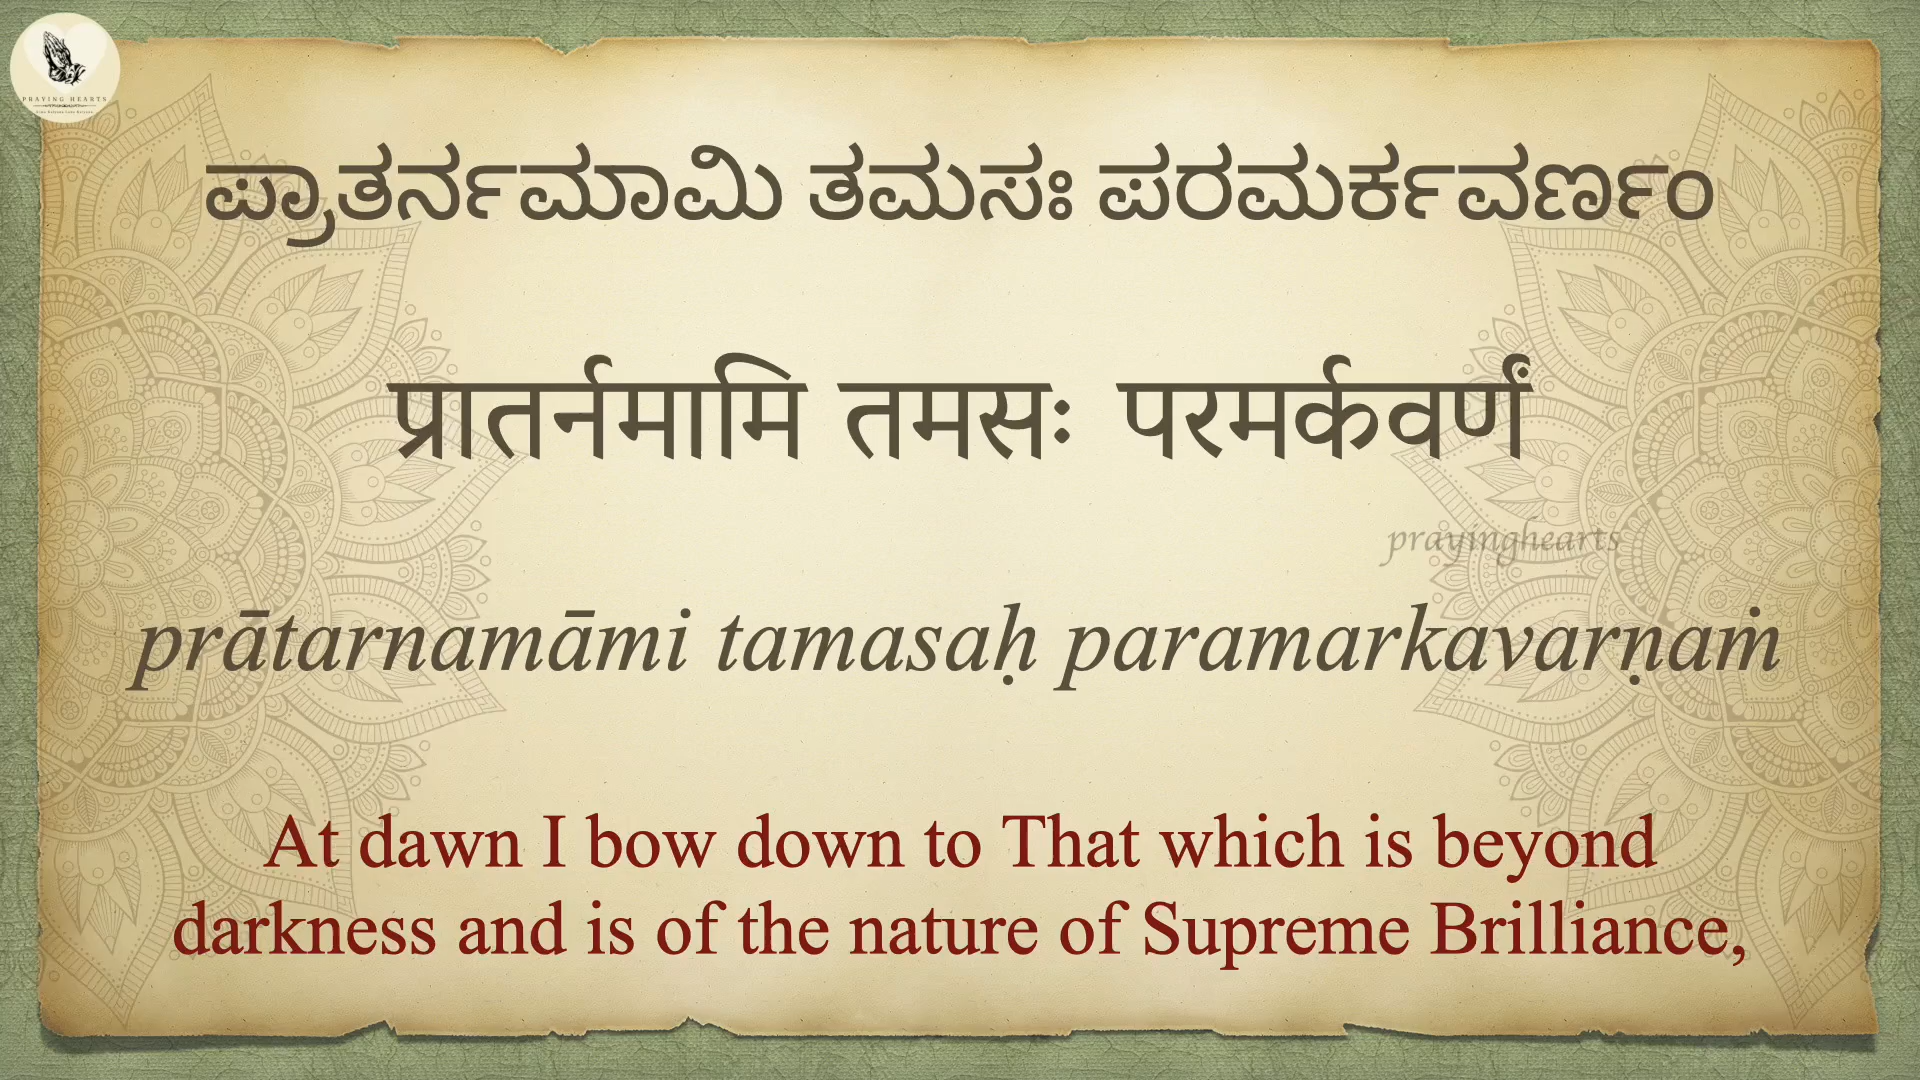 PRAYING HEARTS
ಪ್ರಾತರ್ನಮಾಮಿ ತಮಸಃ ಪರಮರ್ಕವರ್ಣಂ
प्रातर्नमामि तमसः परमर्कवर्णं
prayinghearts
prātarnamāmi tamasaḥ paramarkavarṇaṁ
At dawn I bow down to That which is beyond
darkness and is of the nature of Supreme Brilliance,